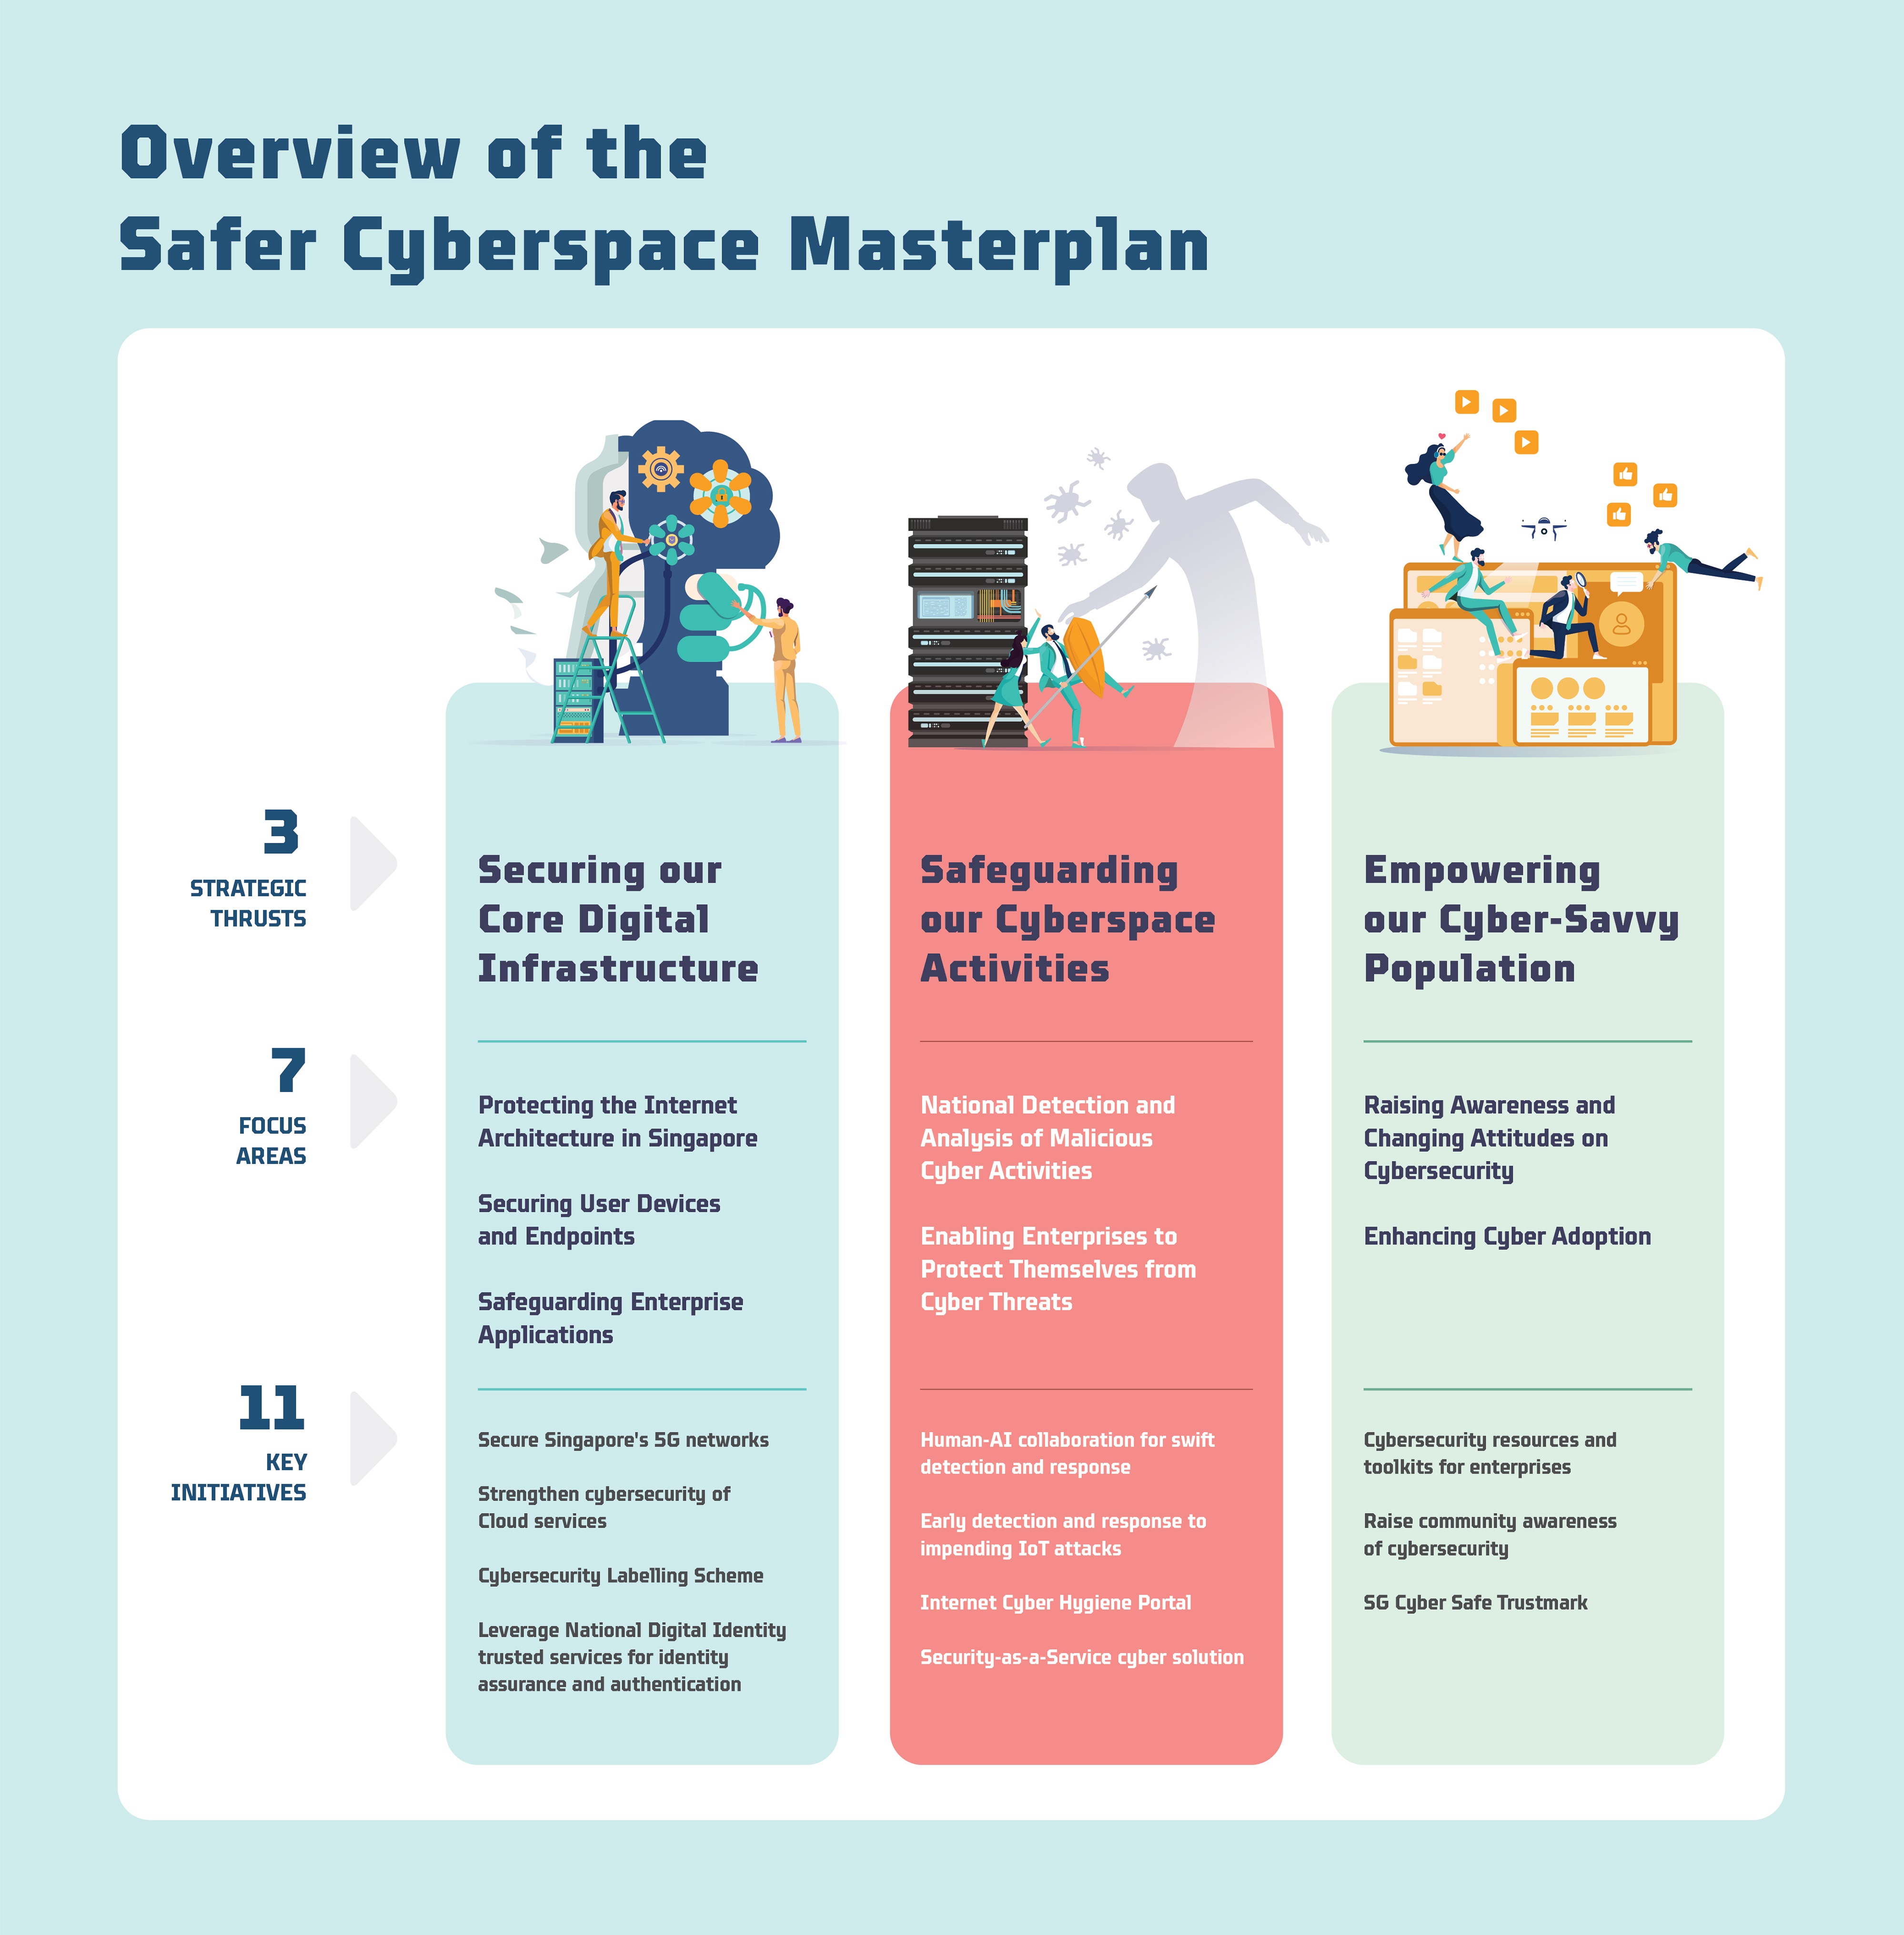 Overview of the
Safer Cyberspace Masterplan
3
STRATEGIC
THRUSTS
Securing our
Core Digital
Infrastructure
Safeguarding
our Cyberspace
Activities
Empowering
our Cyber-Savvy
Population
7
FOCUS
AREAS
Protecting the Internet
Architecture in Singapore
Securing User Devices
and Endpoints
Safeguarding Enterprise
Applications
National Detection and
Analysis of Malicious
Cyber Activities
Enabling Enterprises to
Protect Themselves from
Cyber Threats
Raising Awareness and
Changing Attitudes on
Cybersecurity
Enhancing Cyber Adoption
11
KEY
INITIATIVES
Secure Singapore's 5G networks
Strengthen cybersecurity of
Cloud services
Cybersecurity Labelling Scheme
Leverage National Digital Identity
trusted services for identity
assurance and authentication
Human-AI collaboration for swift
detection and response
Early detection and response to
impending IoT attacks
Internet Cyber Hygiene Portal
Security-as-a-Service cyber solution
Cybersecurity resources and
toolkits for enterprises
Raise community awareness
of cybersecurity
SG Cyber Safe Trustmark